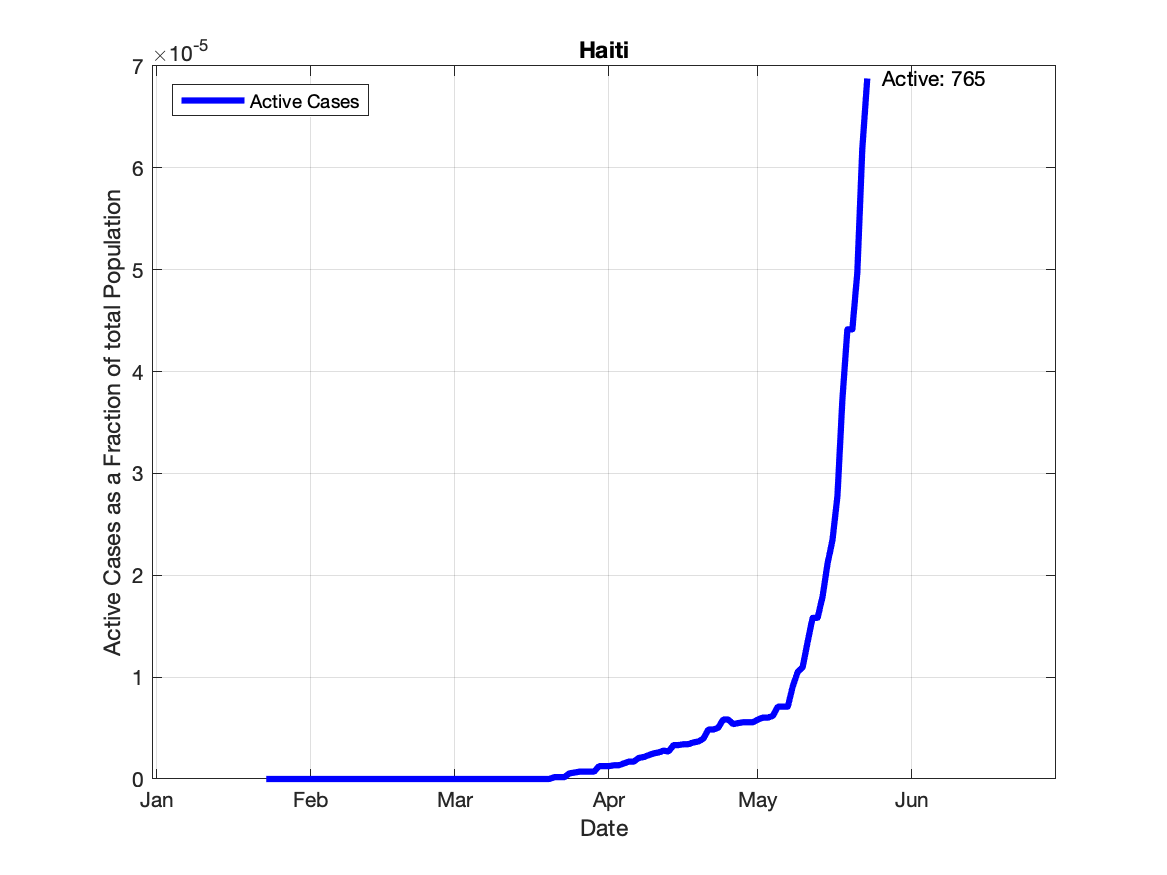 Haiti
×10-5
7
6
5
4
3
2
1
0
Active Cases as a Fraction of total Population
Active Cases
Active: 765
Jan Feb Mar Apr May Jun
Date